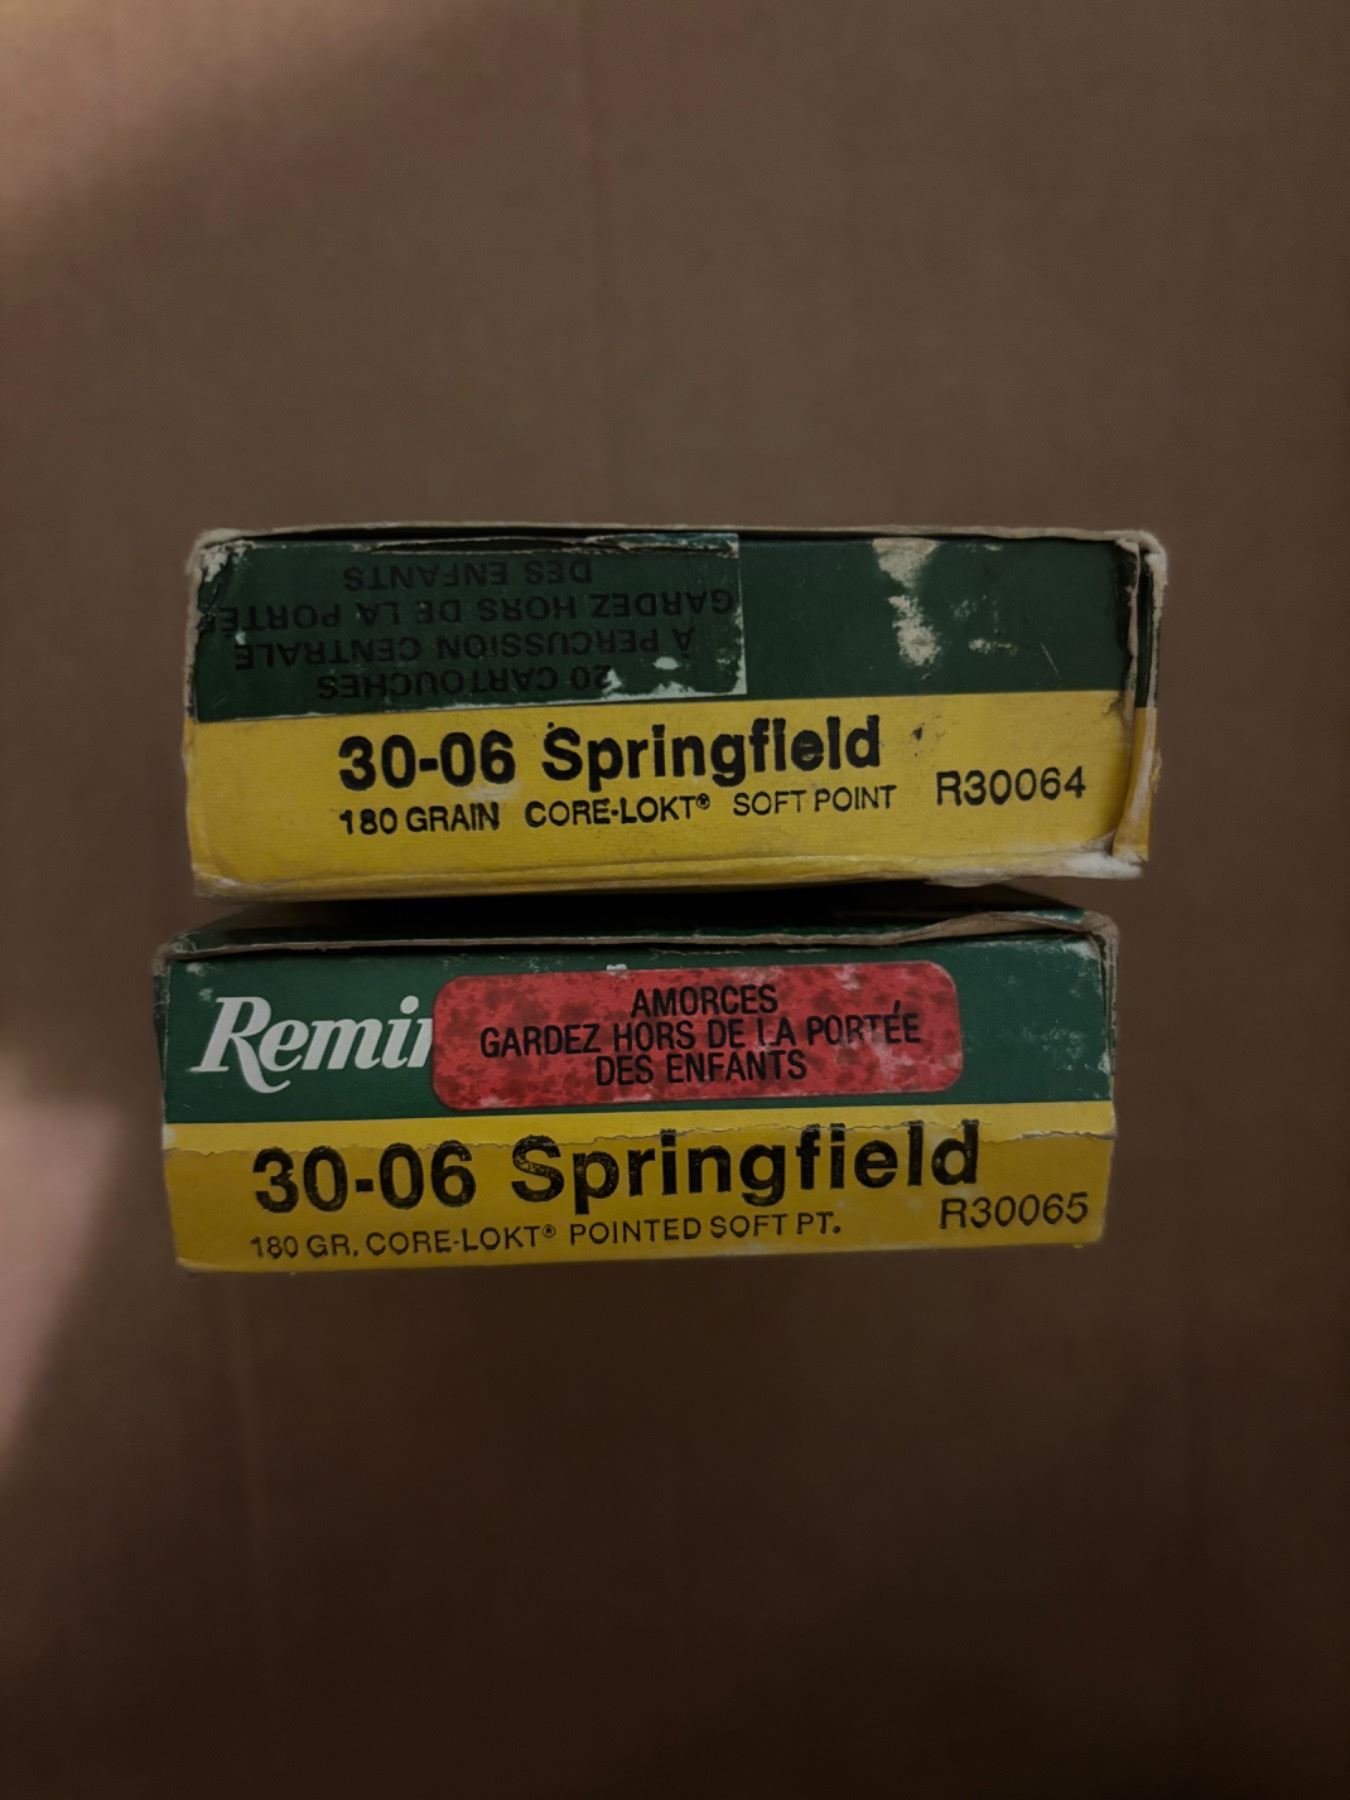 20 CARTOUCHES
À PERCUSSION CENTRALE
GARDEZ HORS DE LA PORTÉE
DES ENFANTS
30-06 Springfield
180 GRAIN CORE-LOKT® SOFT POINT R30064
Remin
AMORCES
GARDEZ HORS DE LA PORTÉE
DES ENFANTS
30-06 Springfield
180 GR. CORE-LOKT® POINTED SOFT PT. R30065